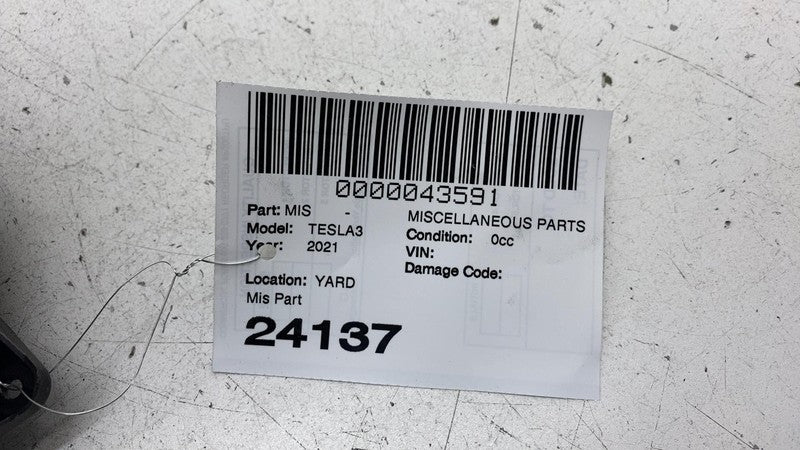 0000043591
Part: MIS - MISCELLANEOUS PARTS
Model: TESLA3 Condition: 0cc
Year: 2021 VIN:
Damage Code:
Location: YARD
Mis Part
24137